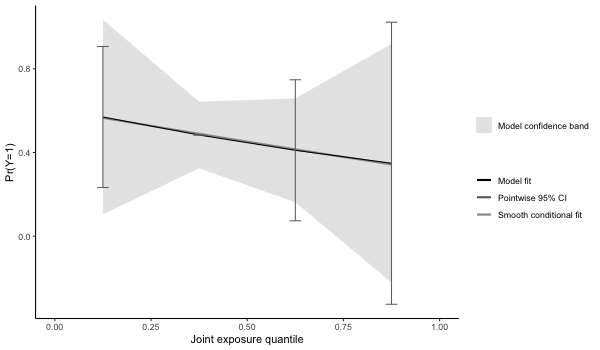 Pr(Y=1)
0.8
0.4
0.0
0.00 0.25 0.50 0.75 1.00
Joint exposure quantile
Model confidence band
Model fit
Pointwise 95% CI
Smooth conditional fit